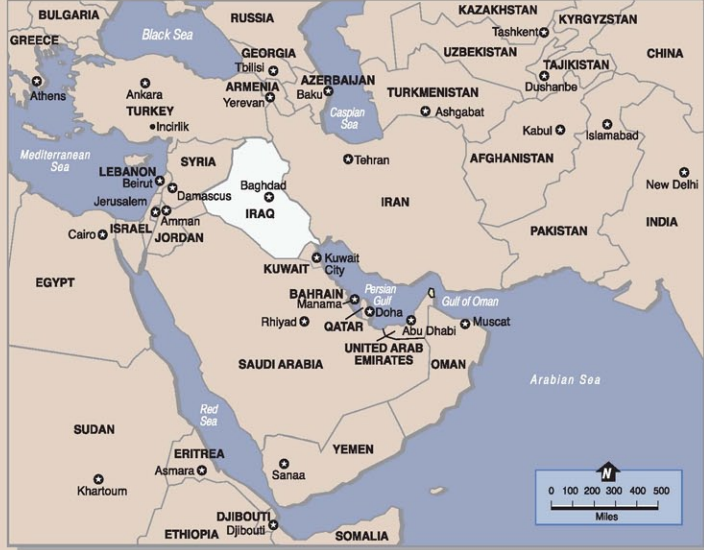 KAZAKHSTAN
BULGARIA
RUSSIA
KYRGYZSTAN
Black Sea
Tashkent
GREECE
GEORGIA
UZBEKISTAN
CHINA
Tbilisi
TAJIKISTAN
AZERBAIJAN
Athens
Ankara
ARMENIA
Baku
TURKMENISTAN
Dushanbe
Yerevan
TURKEY
Caspian
Sea
Ashgabat
Incirlik
Kabul
Islamabad
Mediterranean
Sea
SYRIA
Tehran
AFGHANISTAN
LEBANON
Beirut
Baghdad
New Delhi
Damascus
Jerusalem
IRAN
IRAQ
Amman
INDIA
Cairo
ISRAEL
JORDAN
PAKISTAN
KUWAIT
Kuwait
City
EGYPT
BAHRAIN
Manama
Persian
Gulf
Gulf of Oman
Doha
Rhiyad
QATAR
Abu Dhabi
Muscat
UNITED ARAB
EMIRATES
SAUDI ARABIA
OMAN
Arabian Sea
Red
Sea
SUDAN
YEMEN
ERITREA
Asmara
Sanaa
N
Khartoum
0 100 200 300 400 500
Miles
DJIBOUTI
Djibouti
ETHIOPIA
SOMALIA